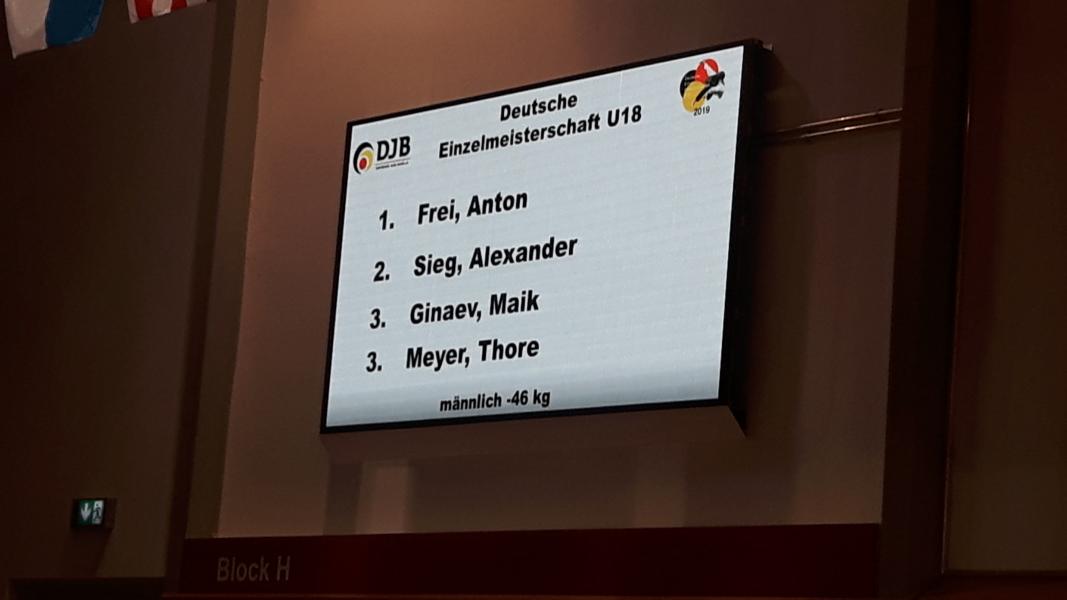 Deutsche
Einzelmeisterschaft U18
DJB
2019
1. Frei, Anton
2. Sieg, Alexander
3. Ginaev, Maik
3. Meyer, Thore
männlich -46 kg
Block H